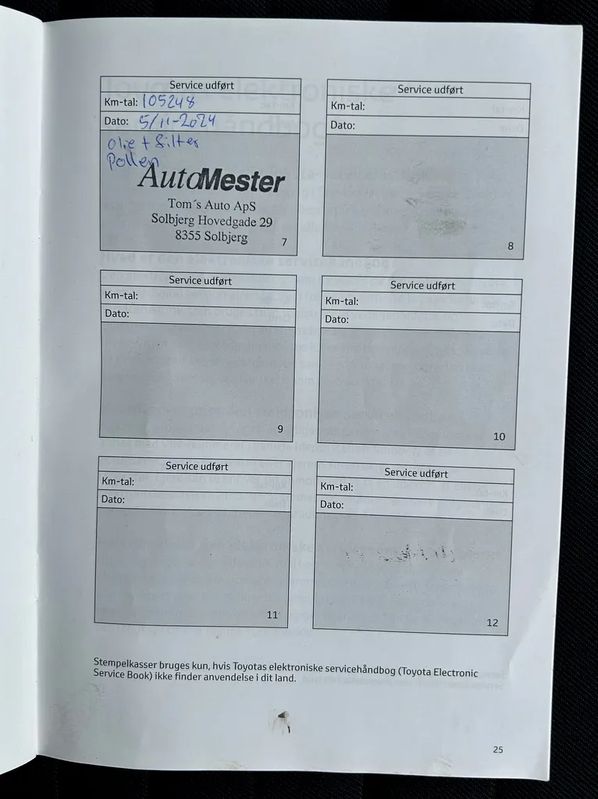 Service udført
Km-tal: 105248
Dato: 5/11-2024
Olie + Filter
Pollen
AutoMester
Tom´s Auto ApS
Solbjerg Hovedgade 29
8355 Solbjerg
7
Service udført
Km-tal:
Dato:
8
Service udført
Km-tal:
Dato:
9
Service udført
Km-tal:
Dato:
10
Service udført
Km-tal:
Dato:
11
Service udført
Km-tal:
Dato:
12
Stempelkasser bruges kun, hvis Toyotas elektroniske servicehåndbog (Toyota Electronic
Service Book) ikke finder anvendelse i dit land.
25